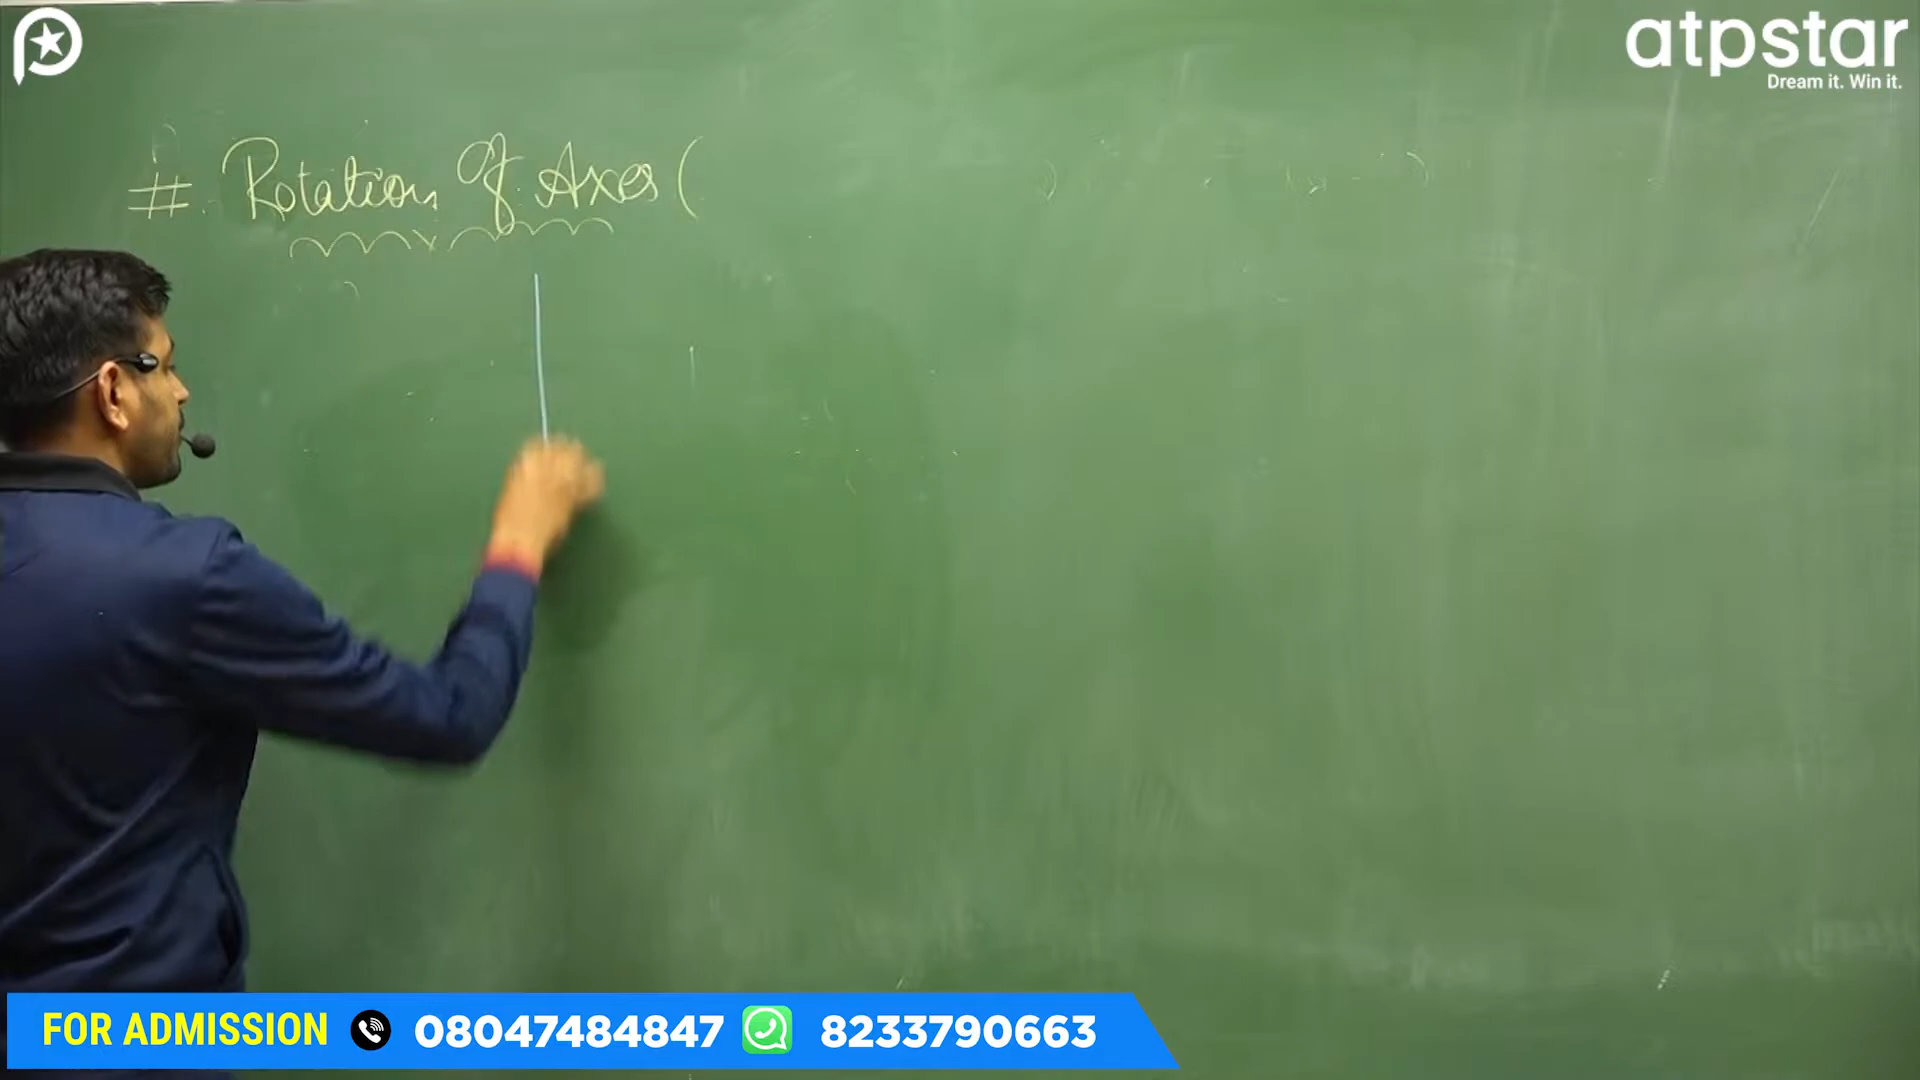 atpstar
Dream it. Win it.
# Rotation Of Axes (
FOR ADMISSION 08047484847 8233790663